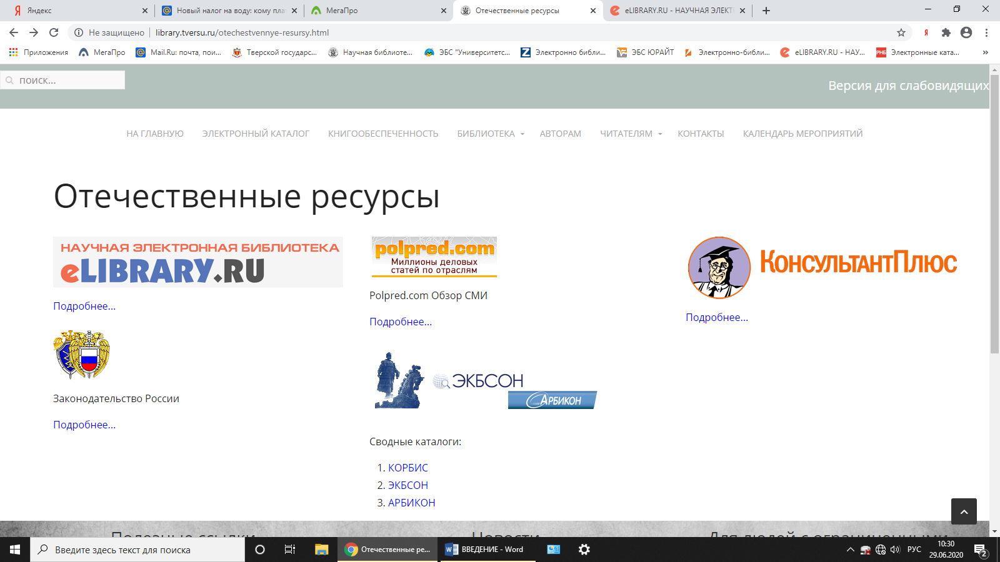 Яндекс
Новый налог на воду: кому пла
МегаПро
Отечественные ресурсы
eLIBRARY.RU - НАУЧНАЯ ЭЛЕКТ
Не защищено
library.tversu.ru/otechestvennye-resursy.html
Приложения
МегаПро
Mail.Ru: почта, пои...
Тверской государс...
Научная библиоте...
ЭБС "Университетс...
Электронно библи...
ЭБС ЮРАЙТ
Электронно-библи...
eLIBRARY.RU - НАУ...
РНБ
Электронные ката...
поиск...
Версия для слабовидящих
НА ГЛАВНУЮ
ЭЛЕКТРОННЫЙ КАТАЛОГ
КНИГООБЕСПЕЧЕННОСТЬ
БИБЛИОТЕКА
АВТОРАМ
ЧИТАТЕЛЯМ
КОНТАКТЫ
КАЛЕНДАРЬ МЕРОПРИЯТИЙ
Отечественные ресурсы
НАУЧНАЯ ЭЛЕКТРОННАЯ БИБЛИОТЕКА
eLIBRARY.RU
Подробнее...
Законодательство России
Подробнее...
polpred.com
Миллионы деловых
статей по отраслям
Polpred.com Обзор СМИ
Подробнее...
ЭКБСОН
АРБИКОН
Сводные каталоги:
1. КОРБИС
2. ЭКБСОН
3. АРБИКОН
КОНСУЛЬТАНТПЛЮС
Подробнее...
Полезные ссылки
Новости
Для людей с ограниченными
Введите здесь текст для поиска
Отечественные ре...
ВВЕДЕНИЕ - Word
РУС
10:30
29.06.2020
2